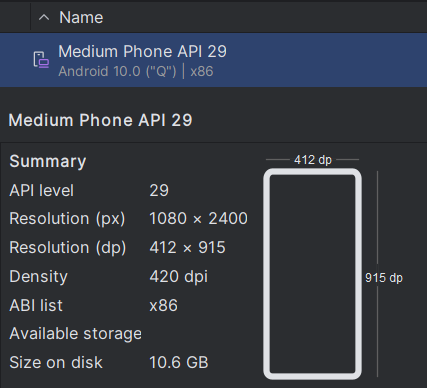 Name
Medium Phone API 29
Android 10.0 ("Q") | x86
Medium Phone API 29
Summary
API level 29
Resolution (px) 1080 × 2400
Resolution (dp) 412 × 915
Density 420 dpi
ABI list x86
Available storage
Size on disk 10.6 GB
412 dp
915 dp